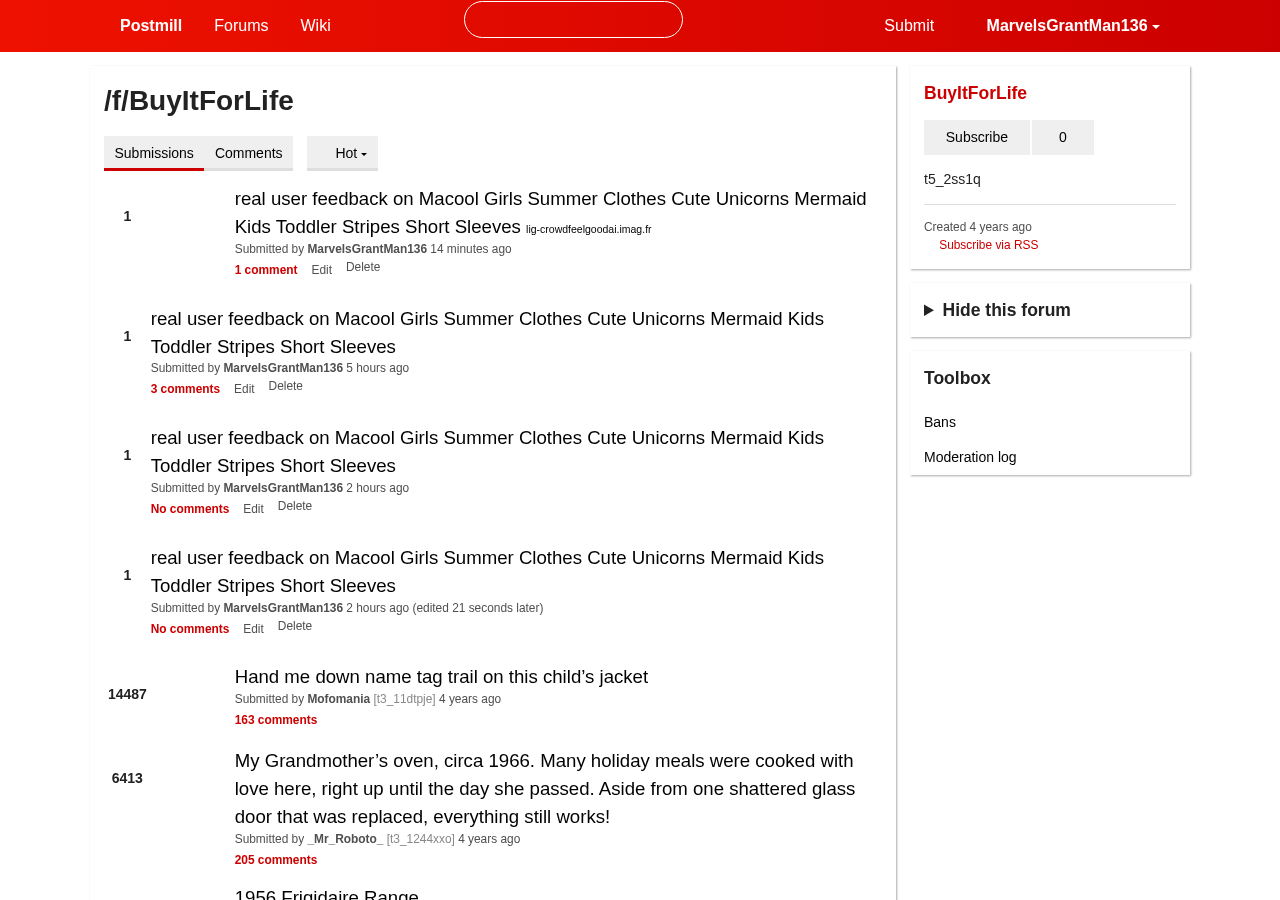 Postmill Forums Wiki Submit MarvelsGrantMan136
/f/BuyItForLife
Submissions Comments Hot
1
real user feedback on Macool Girls Summer Clothes Cute Unicorns Mermaid
Kids Toddler Stripes Short Sleeves lig-crowdfeelgoodai.imag.fr
Submitted by MarvelsGrantMan136 14 minutes ago
1 comment Edit Delete
1
real user feedback on Macool Girls Summer Clothes Cute Unicorns Mermaid Kids
Toddler Stripes Short Sleeves
Submitted by MarvelsGrantMan136 5 hours ago
3 comments Edit Delete
1
real user feedback on Macool Girls Summer Clothes Cute Unicorns Mermaid Kids
Toddler Stripes Short Sleeves
Submitted by MarvelsGrantMan136 2 hours ago
No comments Edit Delete
1
real user feedback on Macool Girls Summer Clothes Cute Unicorns Mermaid Kids
Toddler Stripes Short Sleeves
Submitted by MarvelsGrantMan136 2 hours ago (edited 21 seconds later)
No comments Edit Delete
14487
Hand me down name tag trail on this child’s jacket
Submitted by Mofomania [t3_11dtpje] 4 years ago
163 comments
6413
My Grandmother’s oven, circa 1966. Many holiday meals were cooked with
love here, right up until the day she passed. Aside from one shattered glass
door that was replaced, everything still works!
Submitted by _Mr_Roboto_ [t3_1244xxo] 4 years ago
205 comments
1956 Frigidaire Range
BuyItForLife
Subscribe 0
t5_2ss1q
Created 4 years ago
Subscribe via RSS
Hide this forum
Toolbox
Bans
Moderation log